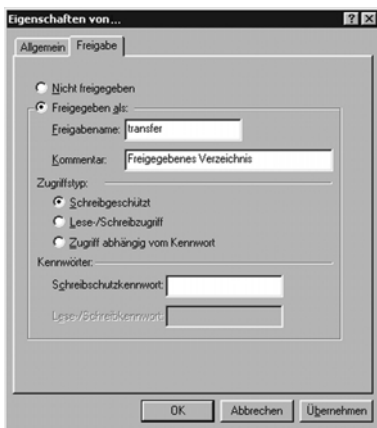 Eigenschaften von...
Allgemein Freigabe
Nicht freigegeben
Freigegeben als:
Freigabename: transfer
Kommentar: Freigegebenes Verzeichnis
Zugriffstyp:
Schreibgeschützt
Lese-/Schreibzugriff
Zugriff abhängig vom Kennwort
Kennwörter:
Schreibschutzkennwort:
Lese-/Schreibkennwort:
OK Abbrechen Übernehmen